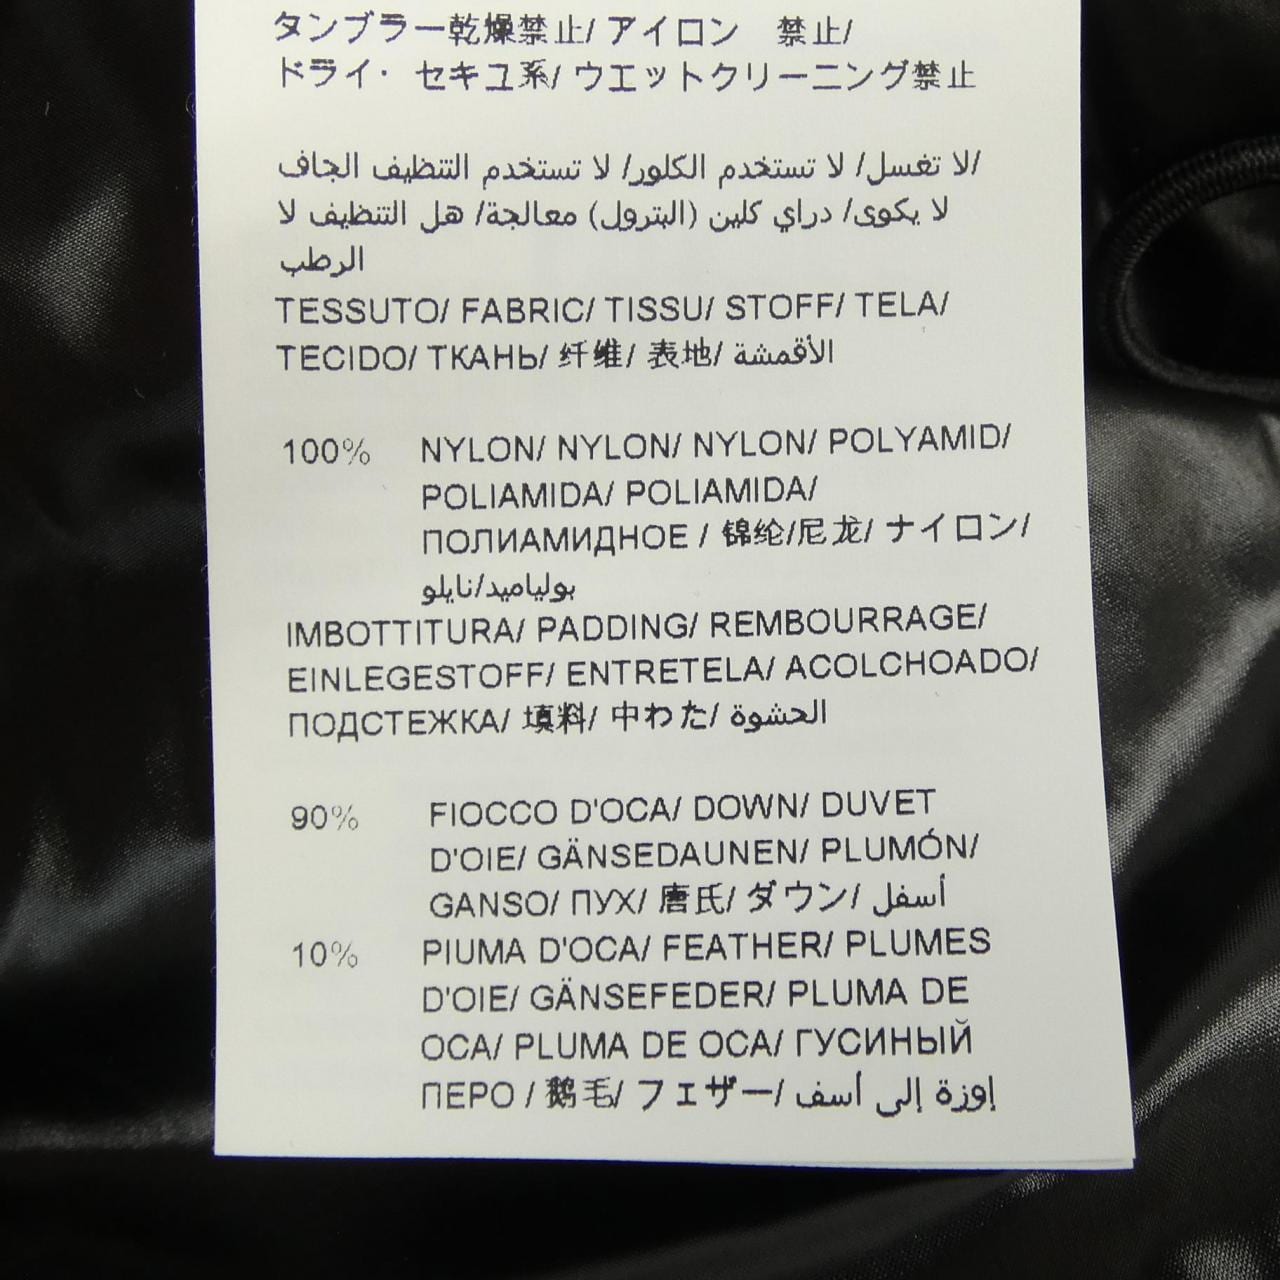 タンブラー乾燥禁止/ アイロン 禁止/
ドライ・ セキユ系/ ウエットクリーニング禁止
لا تغسل/ لا تستخدم الكلور/ لا تستخدم التنظيف الجاف/
لا يكوى/ دراي كلين (البترول) معالجة/ هل التنظيف لا
الرطب
TESSUTO/ FABRIC/ TISSU/ STOFF/ TELA/
TECIDO/ ТКАНЬ/ 纤维/ 表地/ الأقمشة
100% NYLON/ NYLON/ NYLON/ POLYAMID/
POLIAMIDA/ POLIAMIDA/
ПОЛИАМИДНОЕ / 锦纶/尼龙/ ナイロン/
بولياميد/نايلو
IMBOTTITURA/ PADDING/ REMBOURRAGE/
EINLEGESTOFF/ ENTRETELA/ ACOLCHOADO/
ПОДСТЕЖКА/ 填料/ 中わた/ الحشوة
90% FIOCCO D'OCA/ DOWN/ DUVET
D'OIE/ GÄNSEDAUNEN/ PLUMÓN/
GANSO/ ПУХ/ 唐氏/ ダウン/ أسفل
10% PIUMA D'OCA/ FEATHER/ PLUMES
D'OIE/ GÄNSEFEDER/ PLUMA DE
OCA/ PLUMA DE OCA/ ГУСИНЫЙ
ПЕРО / 鹅毛/ フェザー/ إوزة إلى أسف